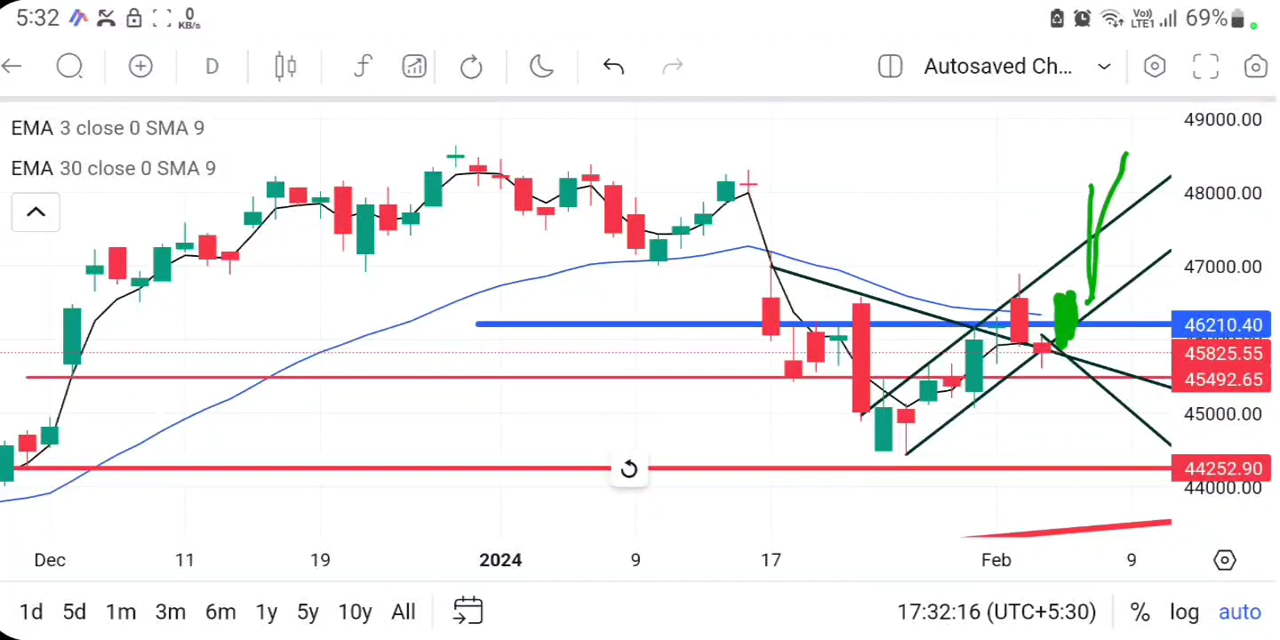 5:32 0 KB/s Vo)) LTE1 69%
D Autosaved Ch...
EMA 3 close 0 SMA 9
EMA 30 close 0 SMA 9
49000.00
48000.00
47000.00
46210.40
45825.55
45492.65
45000.00
44252.90
44000.00
Dec 11 19 2024 9 17 Feb 9
1d 5d 1m 3m 6m 1y 5y 10y All 17:32:16 (UTC+5:30) % log auto